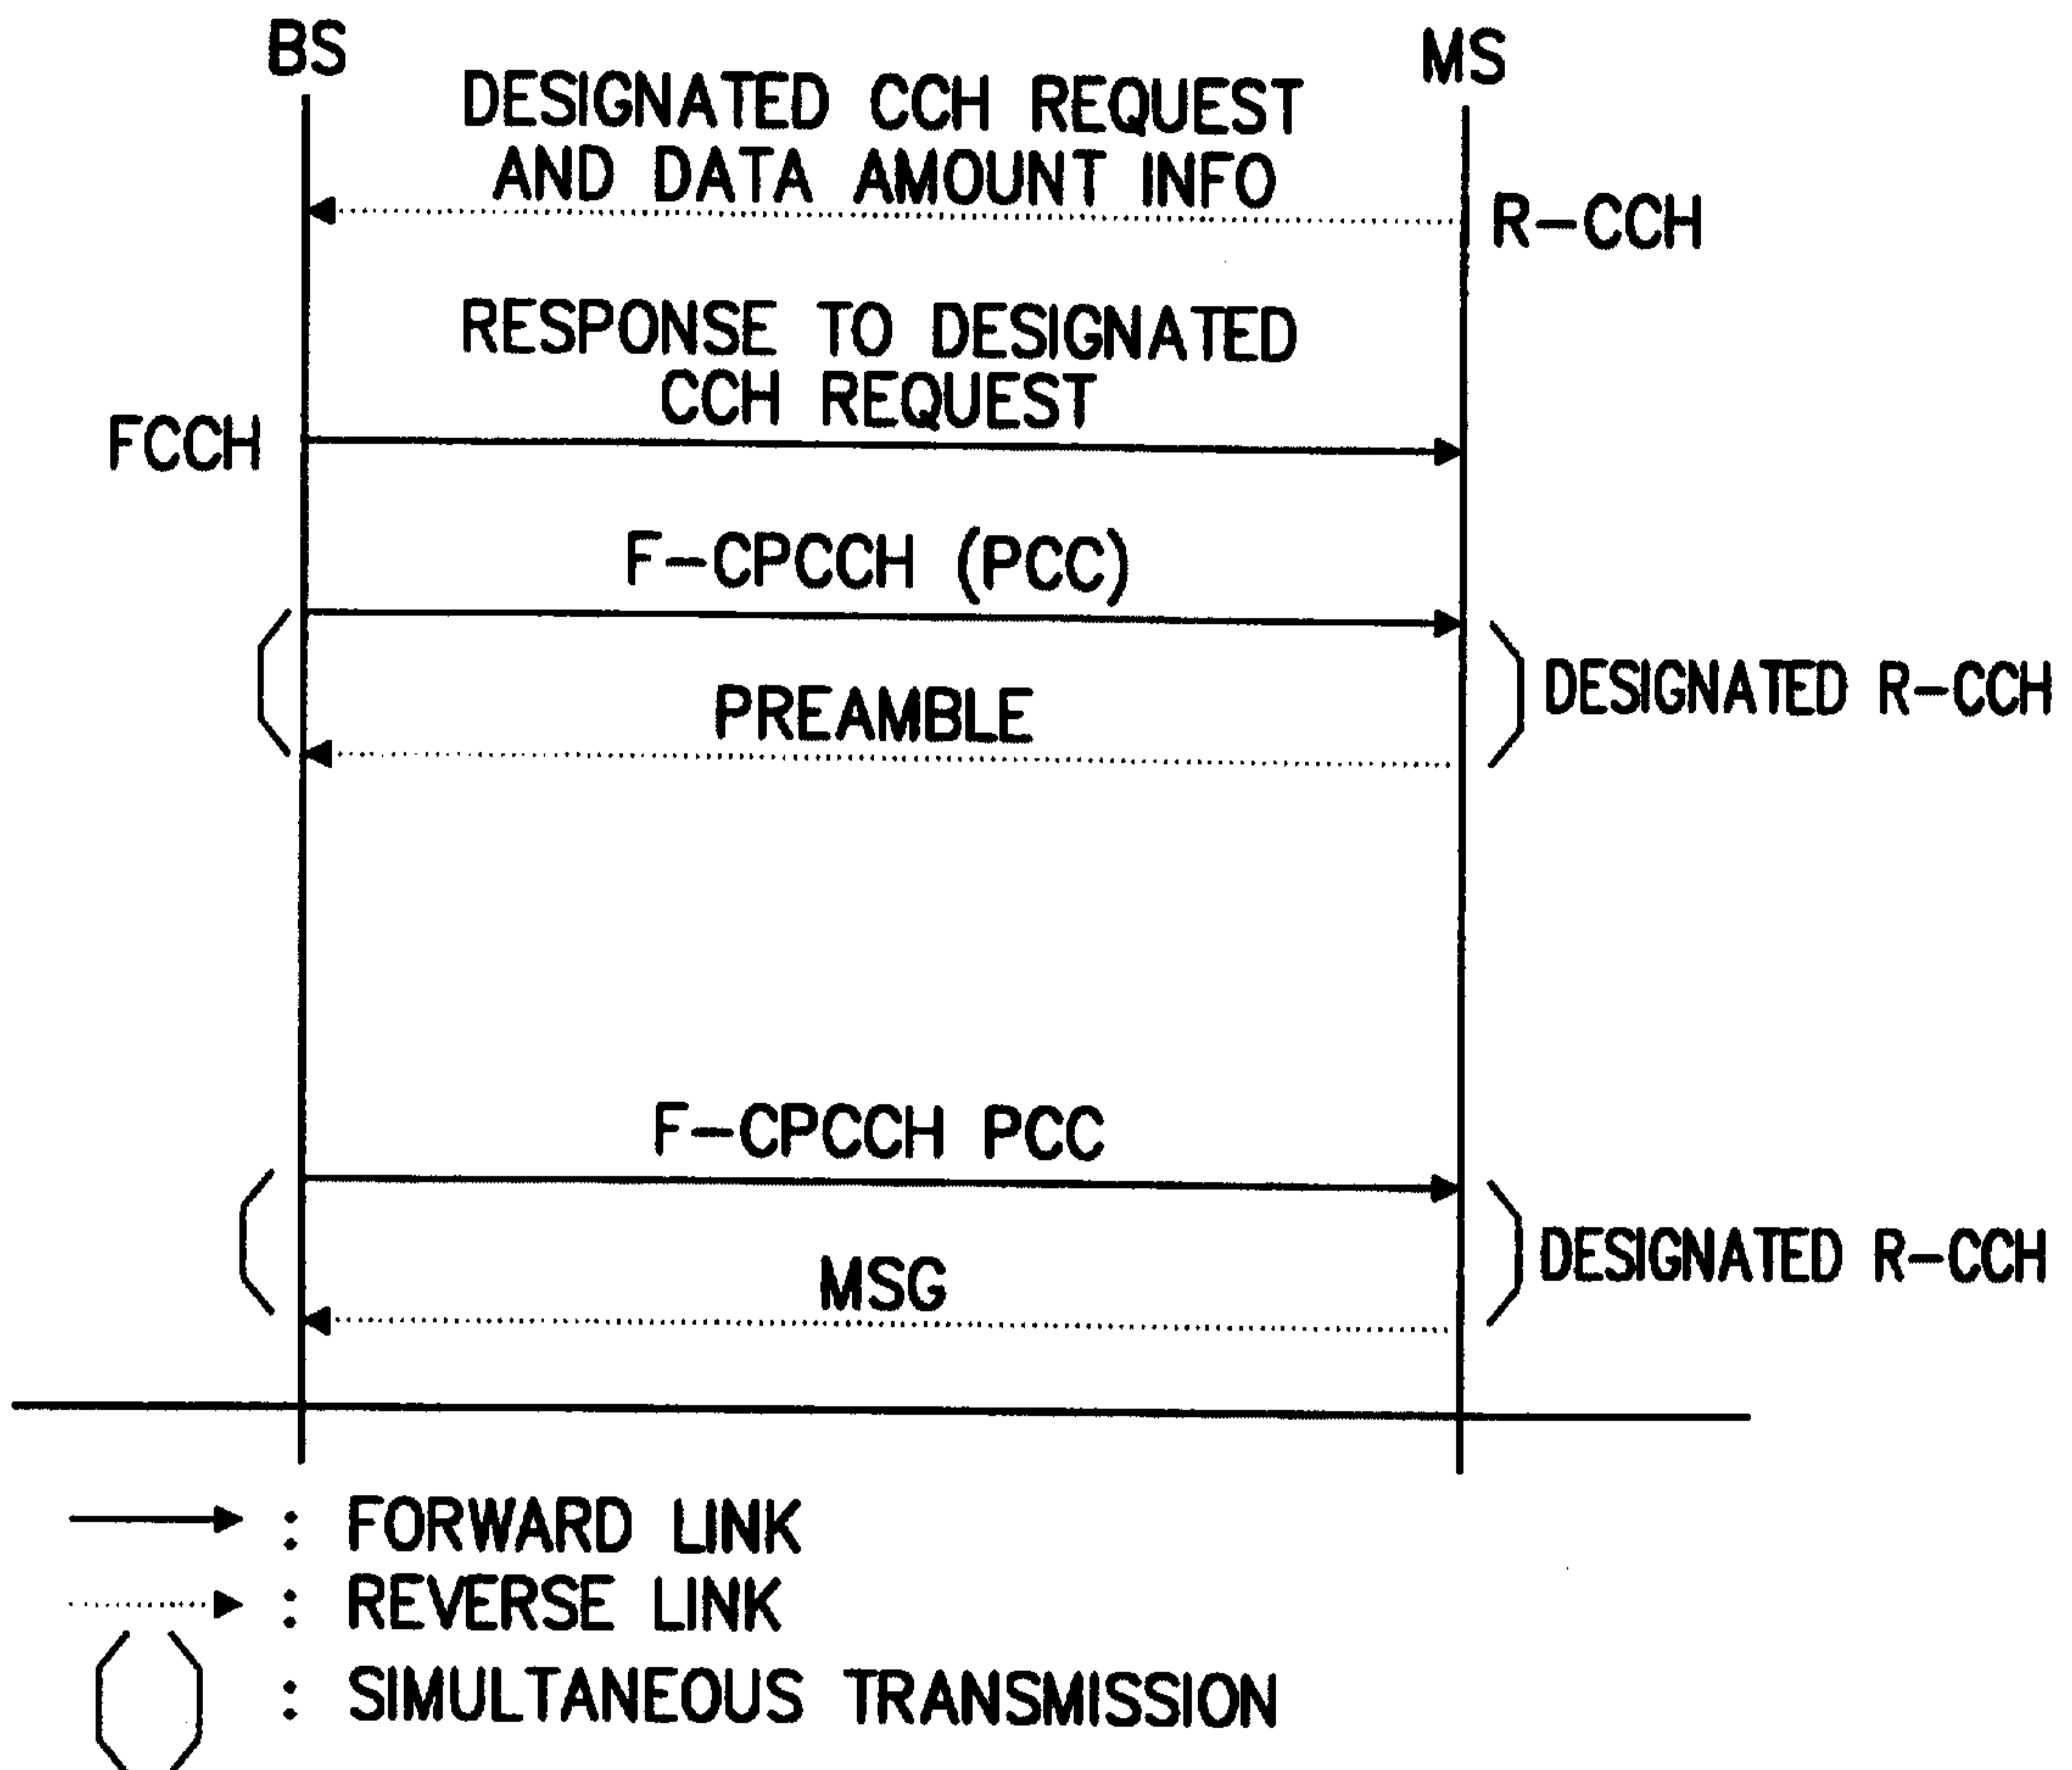 BS
MS
DESIGNATED CCH REQUEST
AND DATA AMOUNT INFO
R-CCH
RESPONSE TO DESIGNATED
CCH REQUEST
FCCH
F-CPCCH (PCC)
DESIGNATED R-CCH
PREAMBLE
F-CPCCH PCC
DESIGNATED R-CCH
MSG
: FORWARD LINK
: REVERSE LINK
: SIMULTANEOUS TRANSMISSION